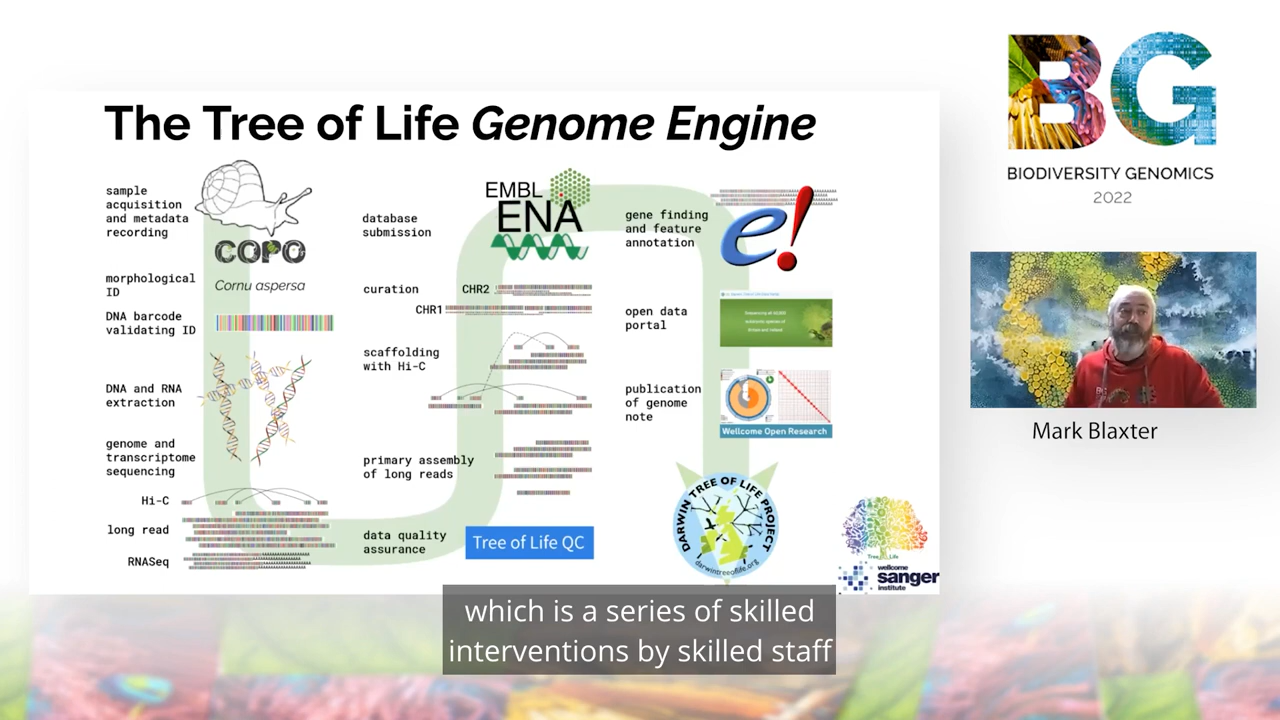 The Tree of Life Genome Engine
sample
acquisition
and metadata
recording
COPO
Cornu aspersa
morphological
ID
DNA barcode
validating ID
DNA and RNA
extraction
genome and
transcriptome
sequencing
Hi-C
long read
RNASeq
database
submission
EMBL
ENA
curation
CHR2
CHR1
scaffolding
with Hi-C
primary assembly
of long reads
data quality
assurance
Tree of Life QC
gene finding
and feature
annotation
e!
open data
portal
publication
of genome
note
Wellcome Open Research
DARWIN TREE OF LIFE PROJECT
darwintreeoflife.org
Tree of Life
wellcome
sanger
institute
BG
BIODIVERSITY GENOMICS
2022
Mark Blaxter
which is a series of skilled
interventions by skilled staff